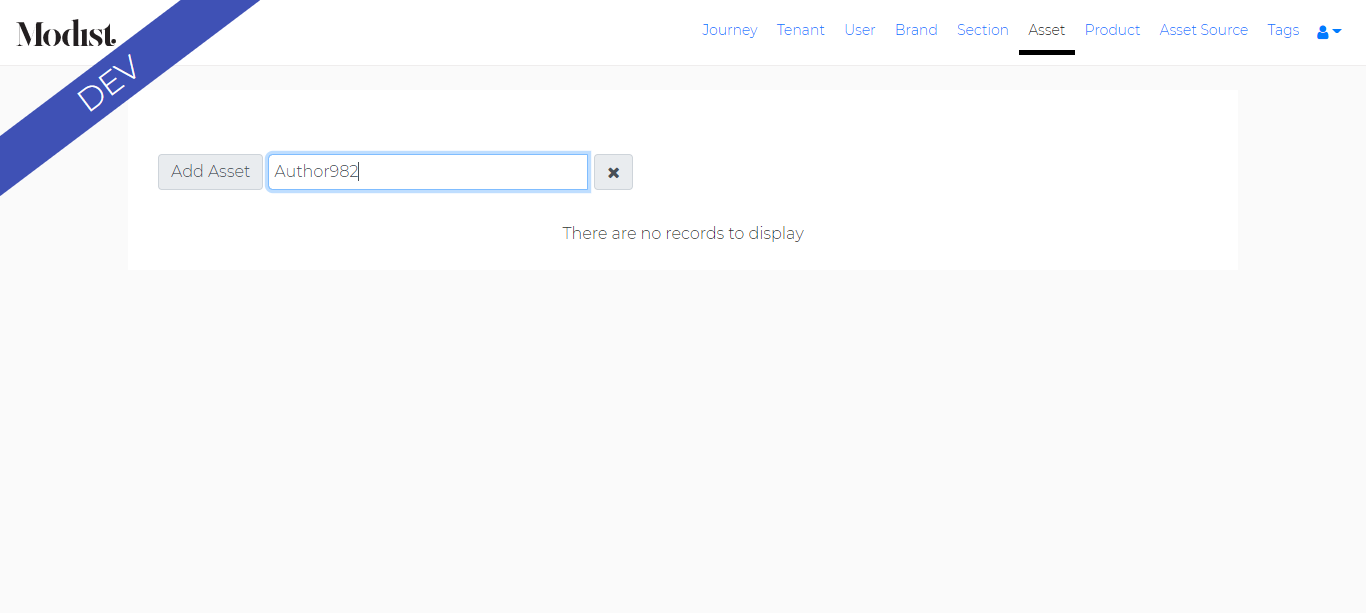 Modist.
DEV
Journey Tenant User Brand Section Asset Product Asset Source Tags
Add Asset Author982
There are no records to display